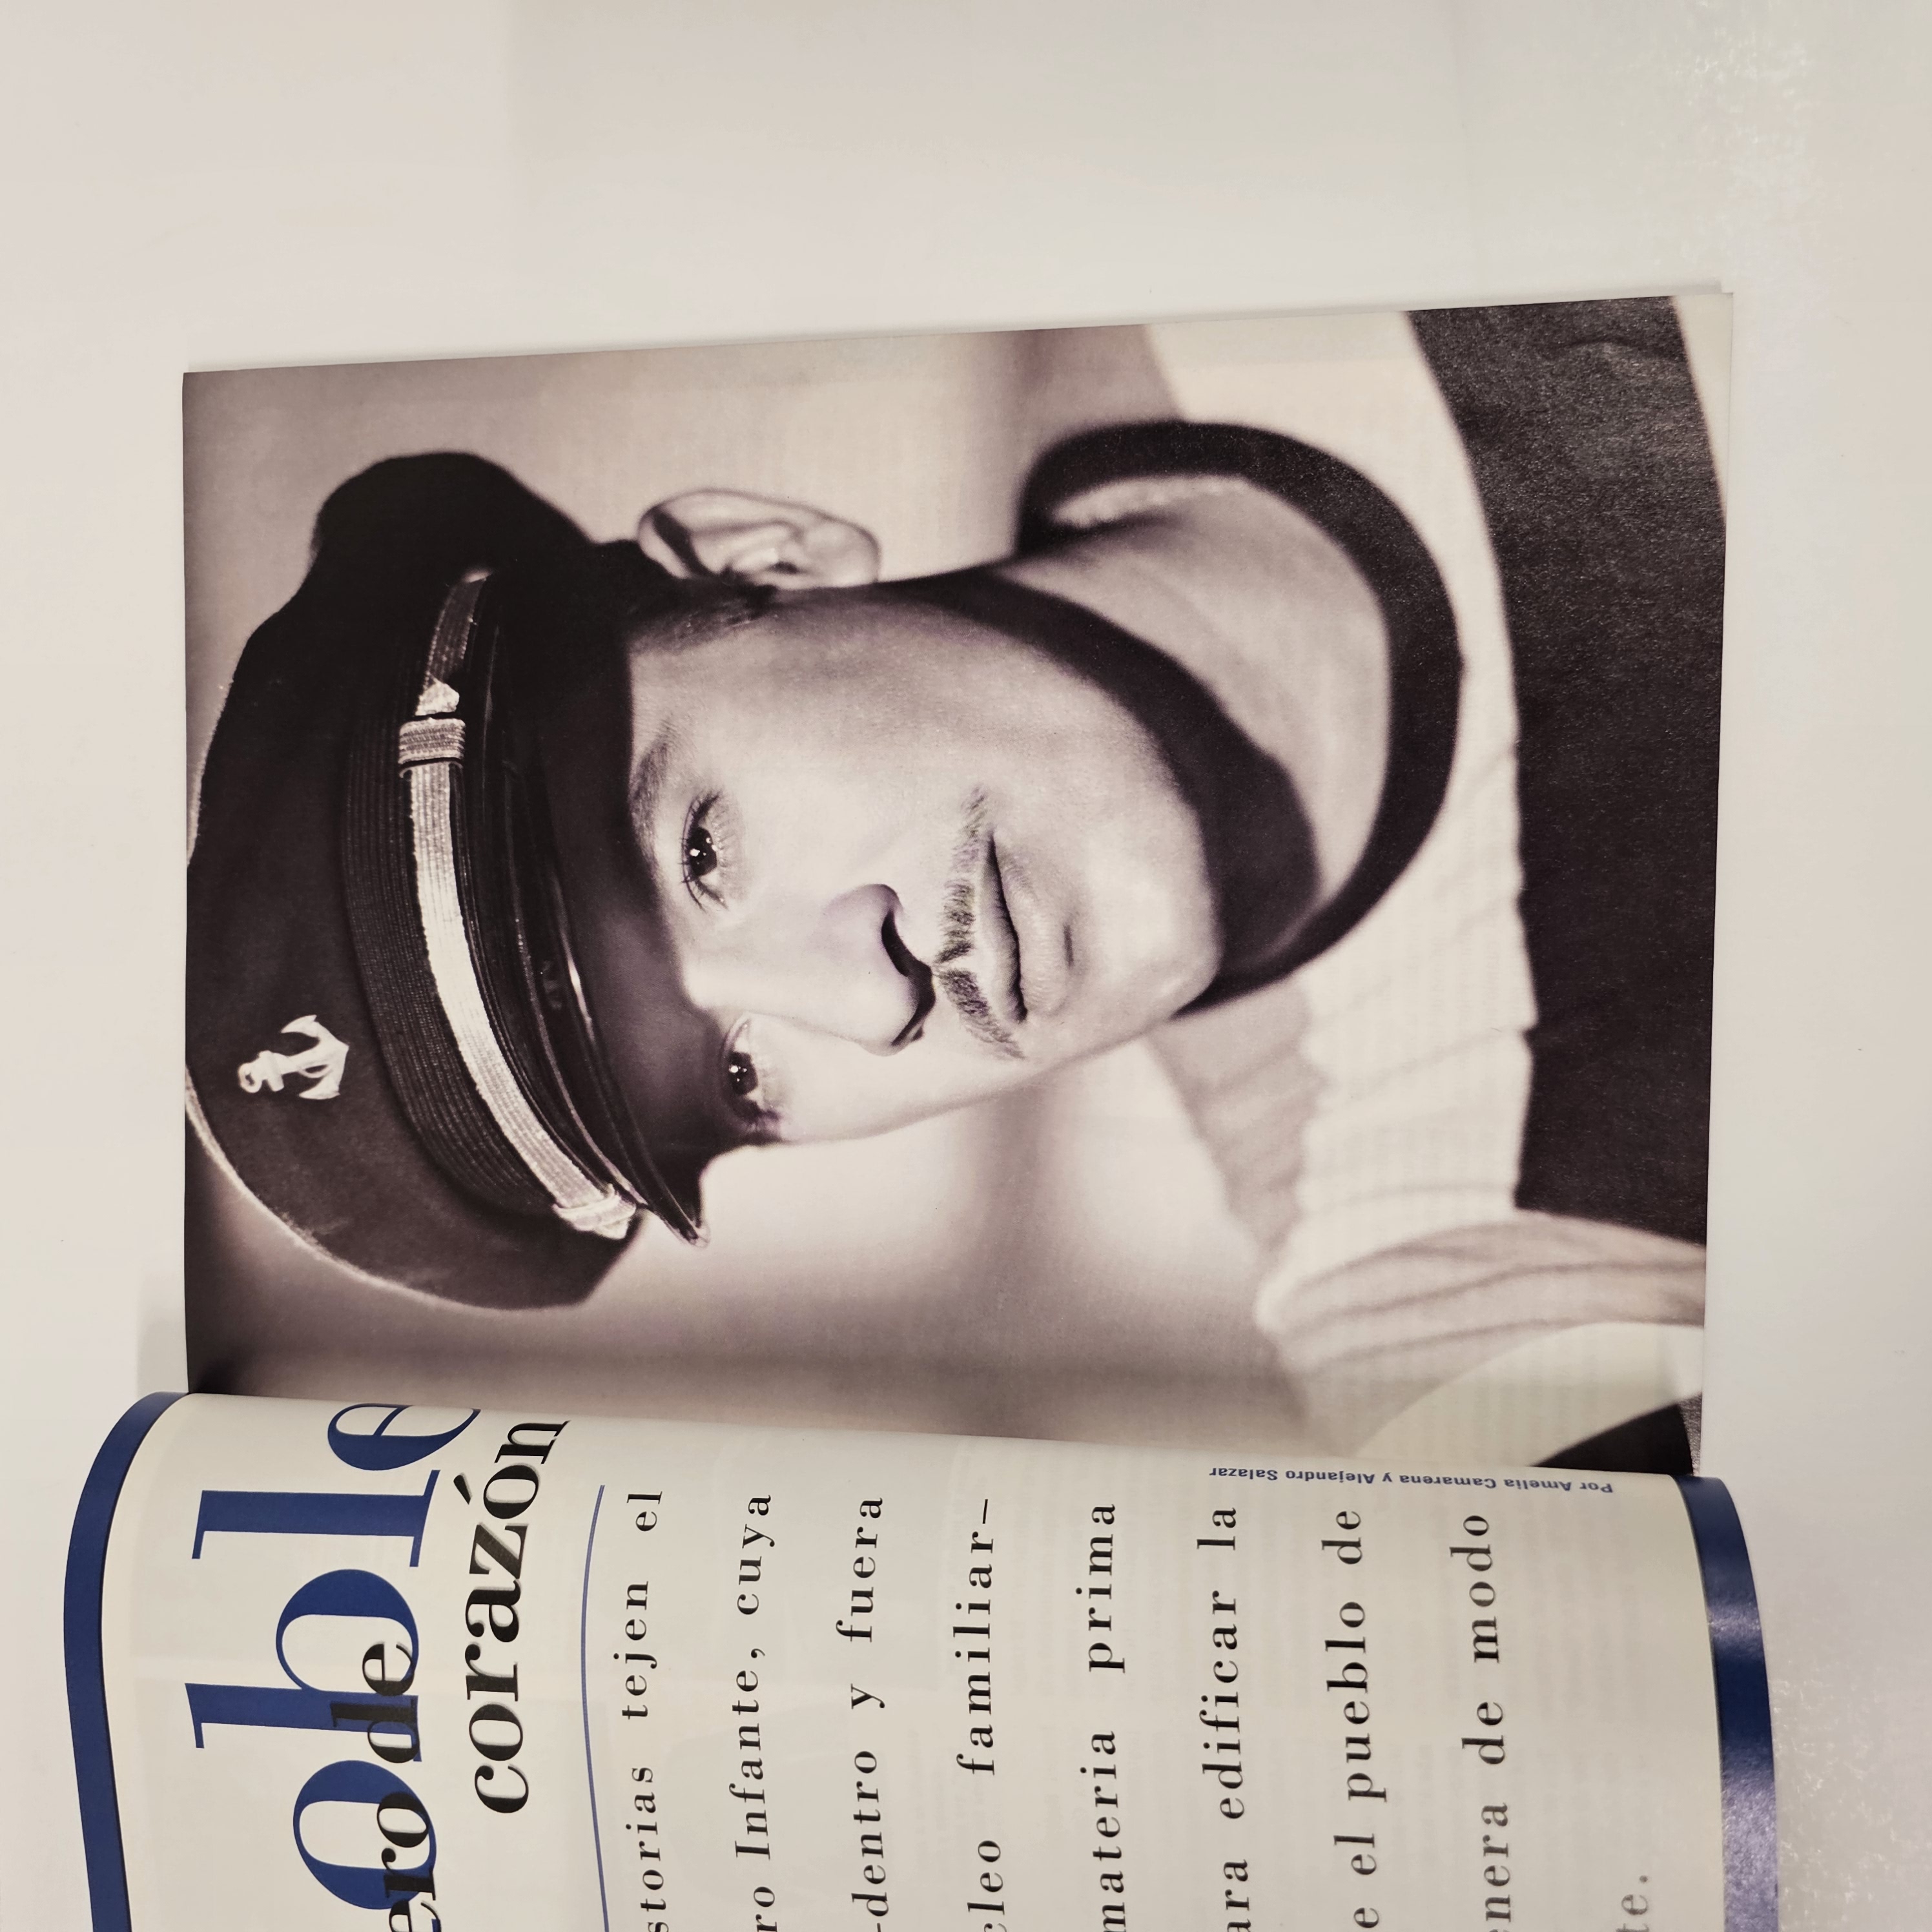 oble
ero de
corazón
storias tejen el
ro Infante, cuya
-dentro y fuera
cleo familiar–
materia prima
ara edificar la
e el pueblo de
enera de modo
te.
Por Amelia Camarena y Alejandro Salazar